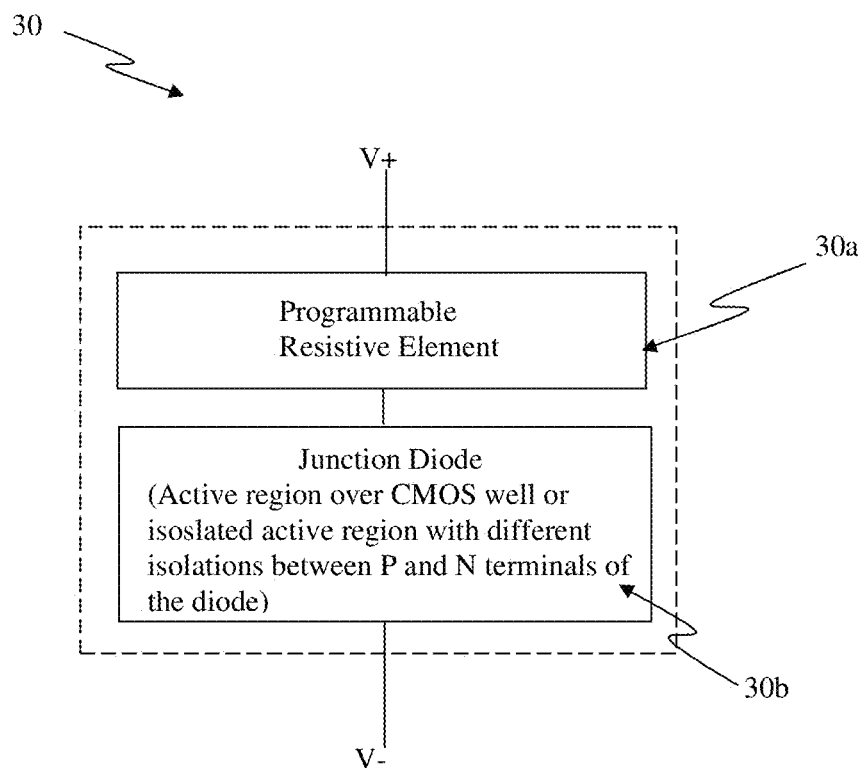 30
V+
30a
Programmable
Resistive Element
Junction Diode
(Active region over CMOS well or
isoslated active region with different
isolations between P and N terminals of
the diode)
30b
V-